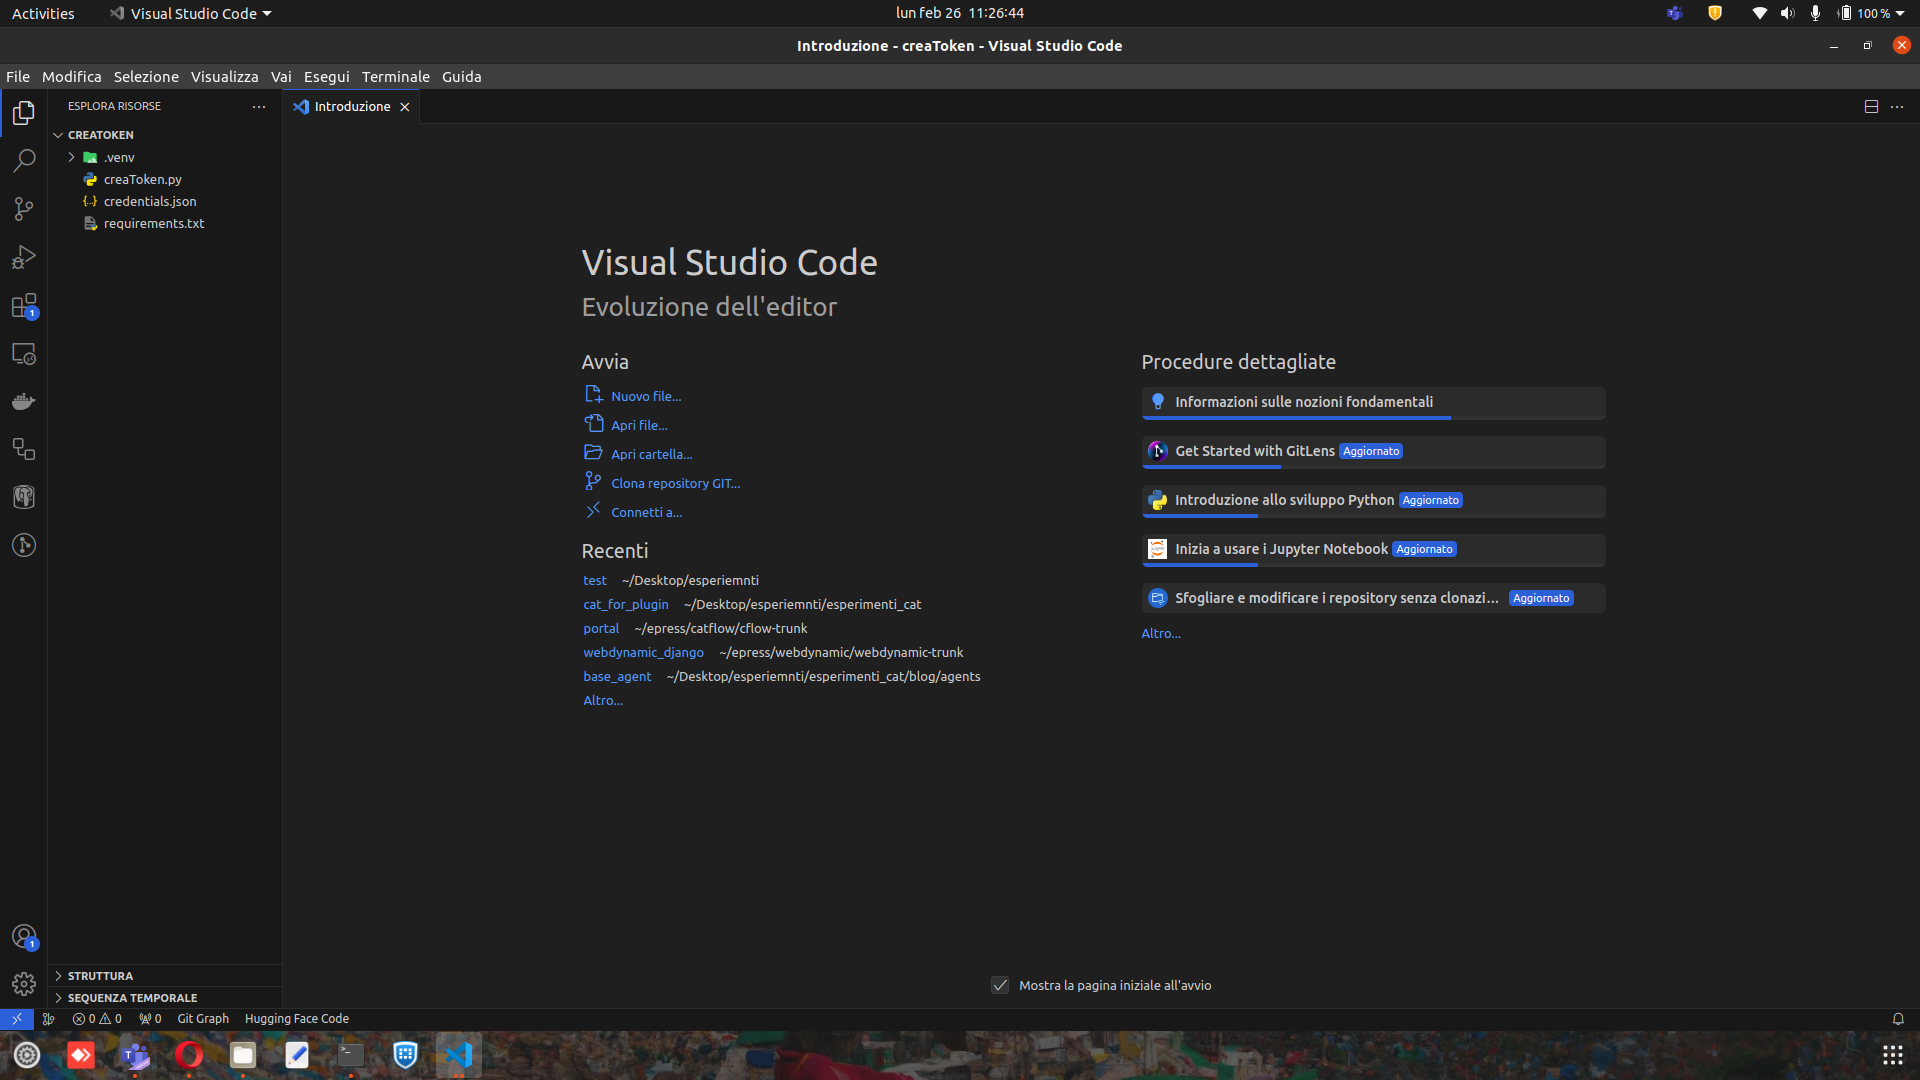 Activities
Visual Studio Code
lun feb 26 11:26:44
100 %
Introduzione - creaToken - Visual Studio Code
File Modifica Selezione Visualizza Vai Esegui Terminale Guida
ESPLORA RISORSE
CREATOKEN
.venv
creaToken.py
credentials.json
requirements.txt
Introduzione
Visual Studio Code
Evoluzione dell'editor
Avvia
Nuovo file...
Apri file...
Apri cartella...
Clona repository GIT...
Connetti a...
Recenti
test ~/Desktop/esperiemnti
cat_for_plugin ~/Desktop/esperiemnti/esperimenti_cat
portal ~/epress/catflow/cflow-trunk
webdynamic_django ~/epress/webdynamic/webdynamic-trunk
base_agent ~/Desktop/esperiemnti/esperimenti_cat/blog/agents
Altro...
Procedure dettagliate
Informazioni sulle nozioni fondamentali
Get Started with GitLens Aggiornato
Introduzione allo sviluppo Python Aggiornato
Inizia a usare i Jupyter Notebook Aggiornato
Sfogliare e modificare i repository senza clonazi... Aggiornato
Altro...
Mostra la pagina iniziale all'avvio
1
1
STRUTTURA
SEQUENZA TEMPORALE
0 0 0 Git Graph Hugging Face Code